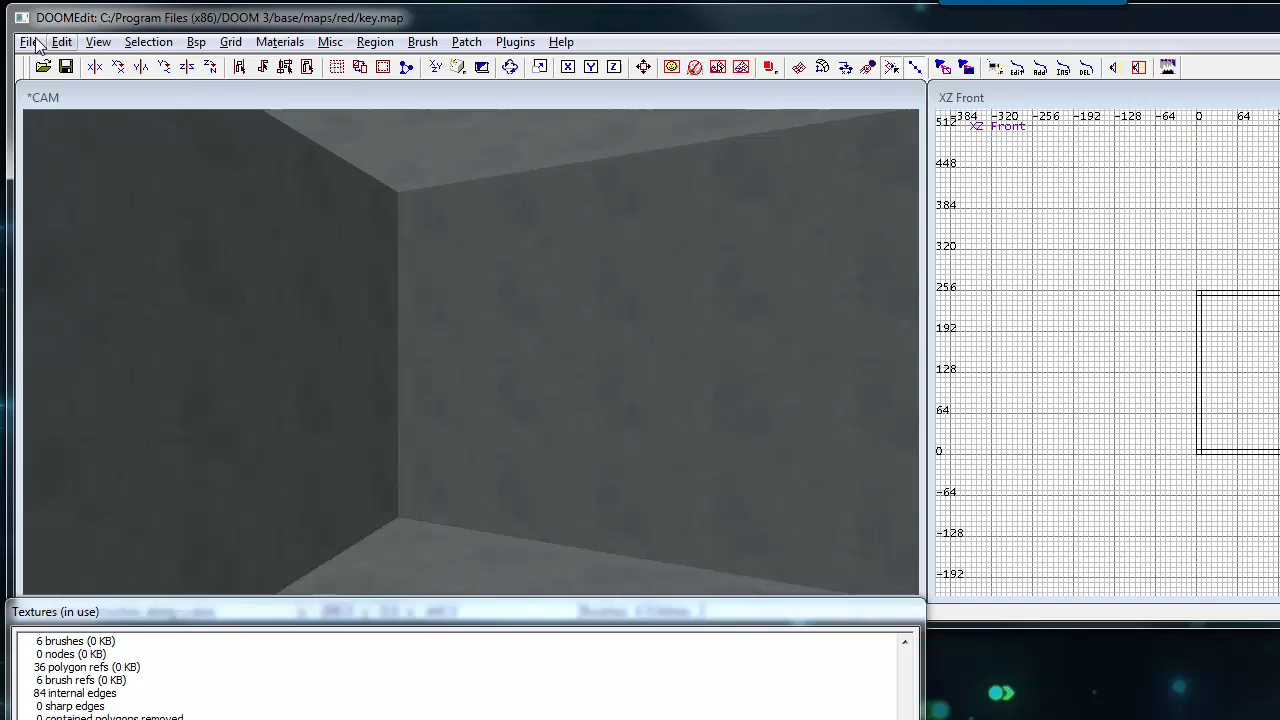 DOOMEdit: C:/Program Files (x86)/DOOM 3/base/maps/red/key.map
File Edit View Selection Bsp Grid Materials Misc Region Brush Patch Plugins Help
*CAM
XZ Front
-384 -320 -256 -192 -128 -64 0 64
XZ Front
512
448
384
320
256
192
128
64
0
-64
-128
-192
Textures (in use)
6 brushes (0 KB)
0 nodes (0 KB)
36 polygon refs (0 KB)
6 brush refs (0 KB)
84 internal edges
0 sharp edges
0 contained polygons removed